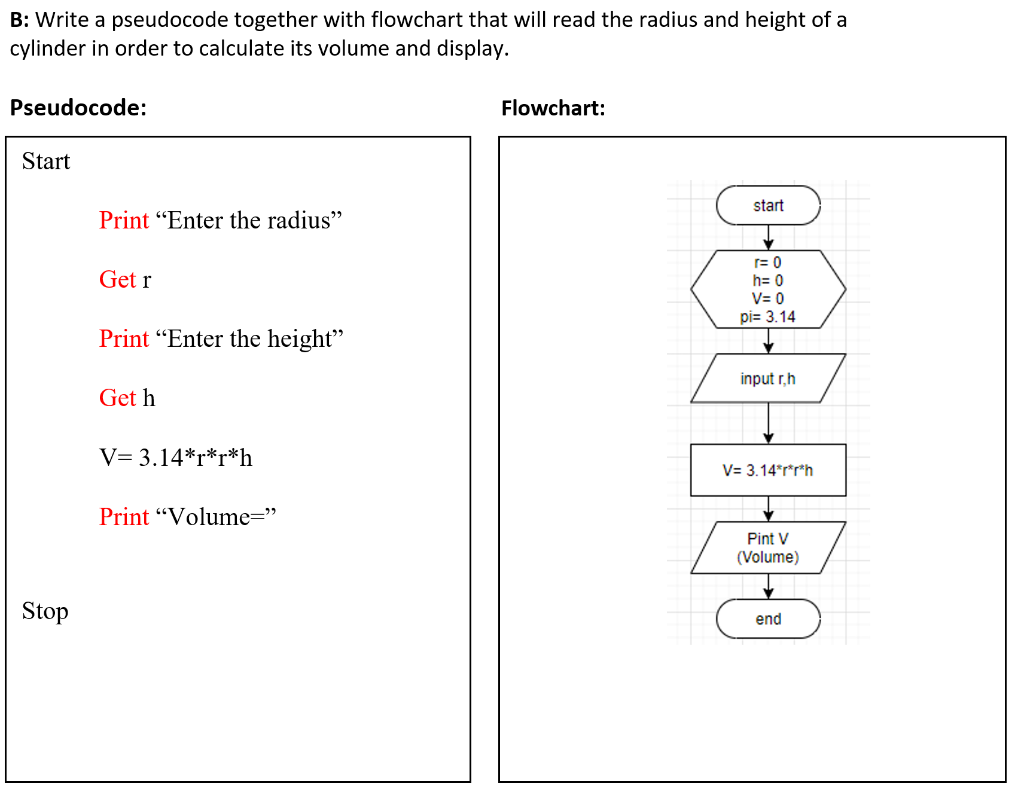 B: Write a pseudocode together with flowchart that will read the radius and height of a
cylinder in order to calculate its volume and display.
Pseudocode:
Start
Print “Enter the radius”
Get r
Print “Enter the height”
Get h
V= 3.14*r*r*h
Print “Volume=”
Stop
Flowchart:
start
r= 0
h= 0
V= 0
pi= 3.14
input r,h
V= 3.14*r*r*h
Pint V
(Volume)
end